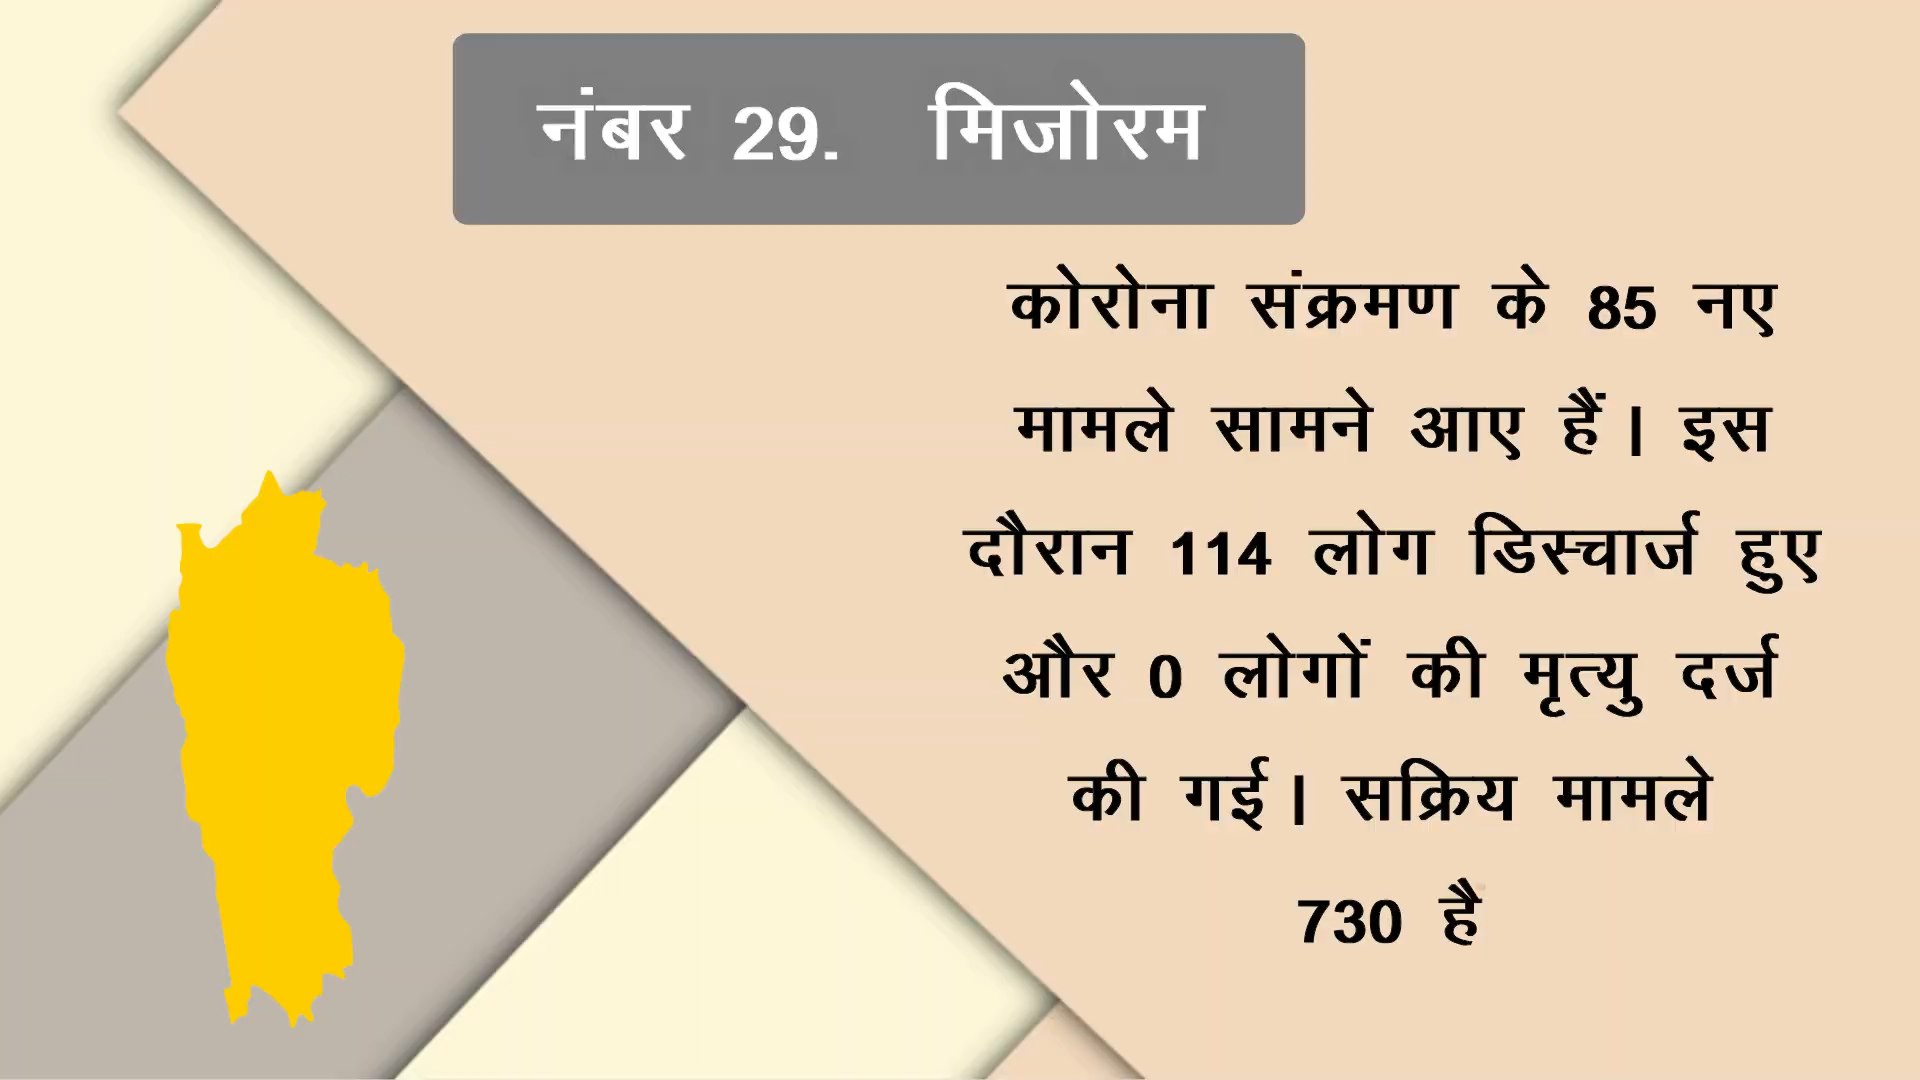 नंबर 29. मिजोरम
कोरोना संक्रमण के 85 नए
मामले सामने आए हैं। इस
दौरान 114 लोग डिस्चार्ज हुए
और 0 लोगों की मृत्यु दर्ज
की गई। सक्रिय मामले
730 है